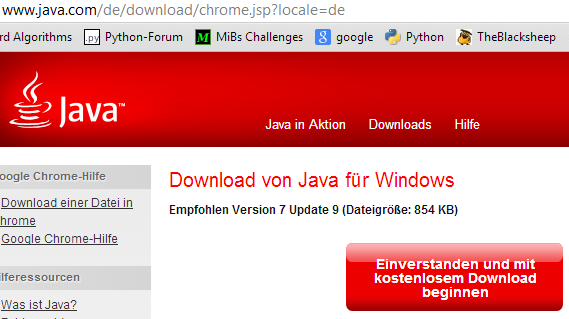 www.java.com/de/download/chrome.jsp?locale=de
rd Algorithms .py Python-Forum M MiBs Challenges g google Python TheBlacksheep
Java™
Java in Aktion Downloads Hilfe
oogle Chrome-Hilfe
Download einer Datei in
hrome
Google Chrome-Hilfe
ilferessourcen
Was ist Java?
Download von Java für Windows
Empfohlen Version 7 Update 9 (Dateigröße: 854 KB)
Einverstanden und mit
kostenlosem Download
beginnen